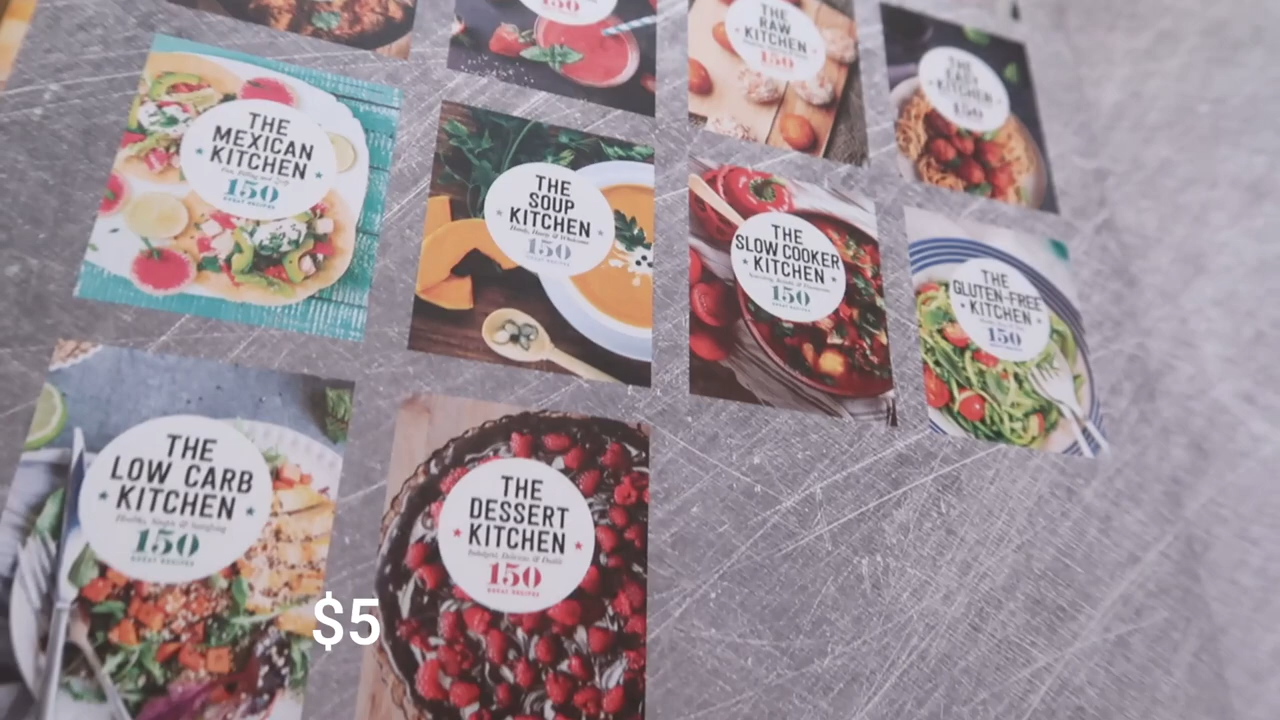 150
THE
RAW
KITCHEN
150
THE
EASY
KITCHEN
150
THE
MEXICAN
KITCHEN
150
GREAT RECIPES
THE
SOUP
KITCHEN
Hearty & Wholesome
150
GREAT RECIPES
THE
SLOW COOKER
KITCHEN
150
GREAT RECIPES
THE
GLUTEN-FREE
KITCHEN
150
THE
LOW CARB
KITCHEN
Healthy, Simple & Satisfying
150
GREAT RECIPES
THE
DESSERT
KITCHEN
Indulgent, Delicious & Doable
150
GREAT RECIPES
$5